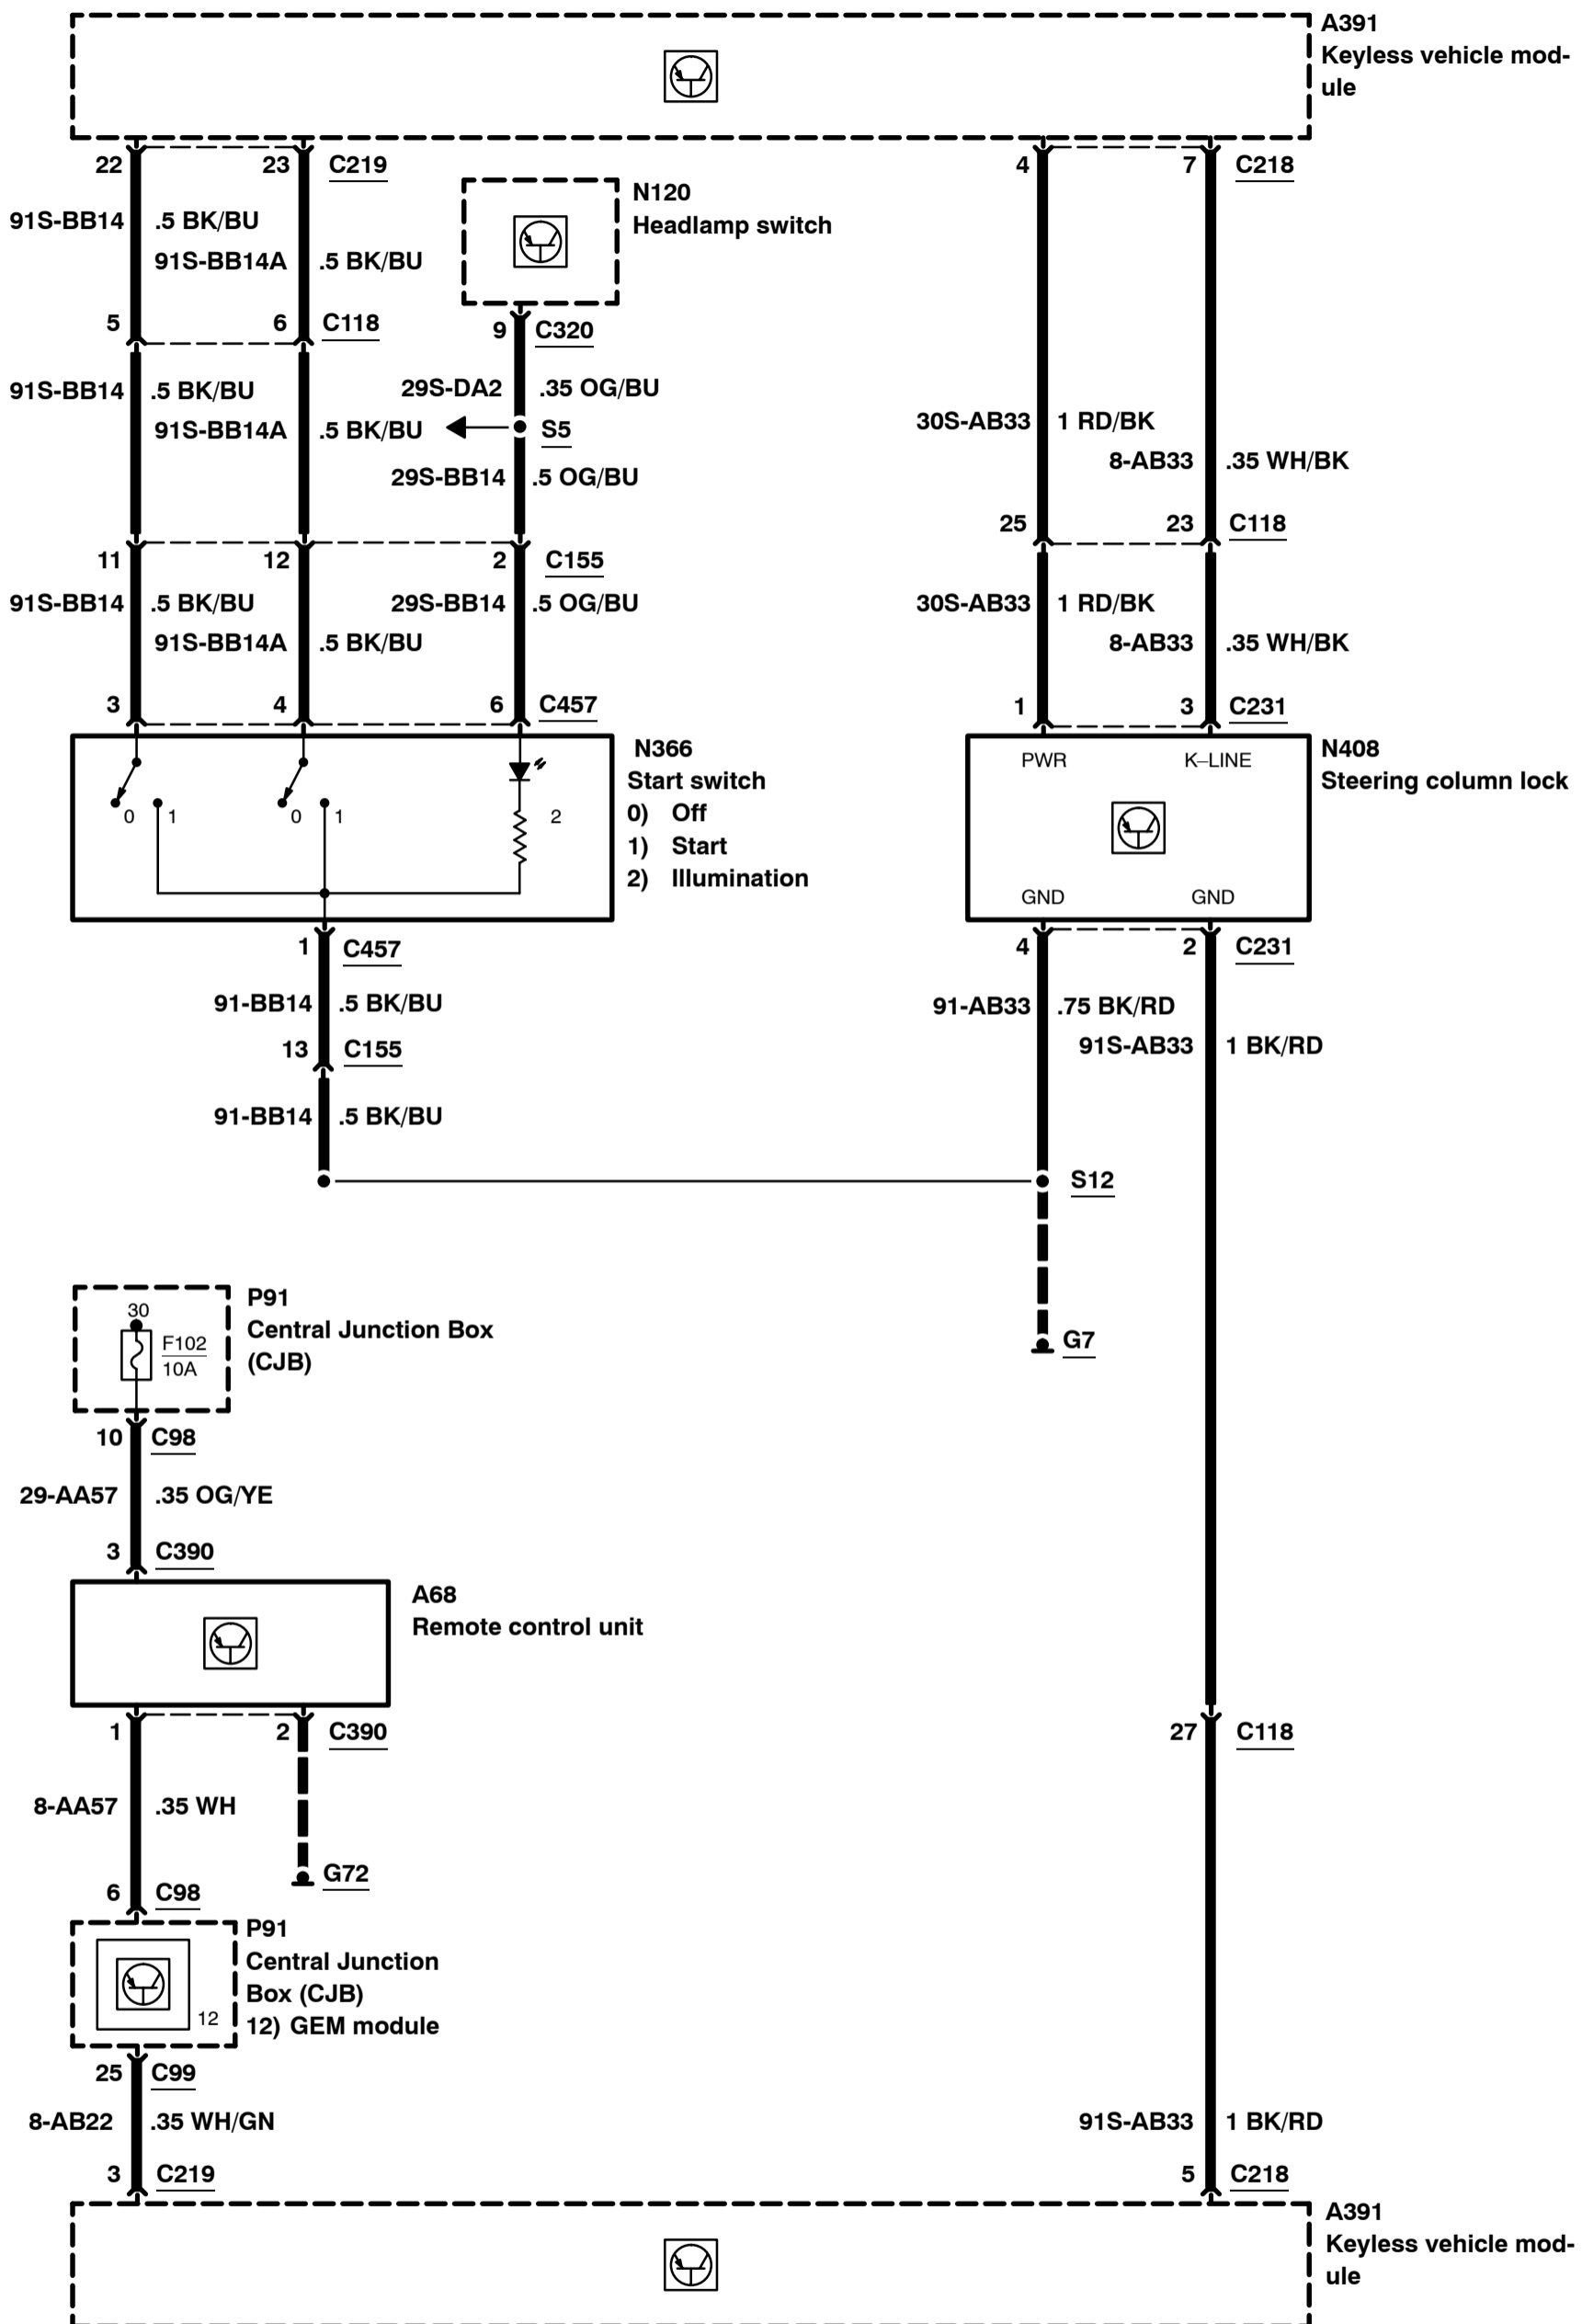 A391
Keyless vehicle mod-
ule
22 23 C219 4 7 C218
N120
Headlamp switch
91S-BB14 .5 BK/BU
91S-BB14A .5 BK/BU
5 6 C118
9 C320
91S-BB14 .5 BK/BU 29S-DA2 .35 OG/BU
91S-BB14A .5 BK/BU S5
30S-AB33 1 RD/BK
8-AB33 .35 WH/BK
29S-BB14 .5 OG/BU
25 23 C118
11 12 2 C155
91S-BB14 .5 BK/BU 29S-BB14 .5 OG/BU 30S-AB33 1 RD/BK
91S-BB14A .5 BK/BU 8-AB33 .35 WH/BK
3 4 6 C457 1 3 C231
N366
Start switch
0) Off
1) Start
2) Illumination
0 1 0 1 2
PWR K–LINE
GND GND
N408
Steering column lock
1 C457 4 2 C231
91-BB14 .5 BK/BU 91-AB33 .75 BK/RD
13 C155 91S-AB33 1 BK/RD
91-BB14 .5 BK/BU
S12
P91
Central Junction Box
(CJB)
30
F102
10A
G7
10 C98
29-AA57 .35 OG/YE
3 C390
A68
Remote control unit
1 2 C390 27 C118
8-AA57 .35 WH
G72
6 C98
P91
Central Junction
Box (CJB)
12) GEM module
12
25 C99
8-AB22 .35 WH/GN 91S-AB33 1 BK/RD
3 C219 5 C218
A391
Keyless vehicle mod-
ule